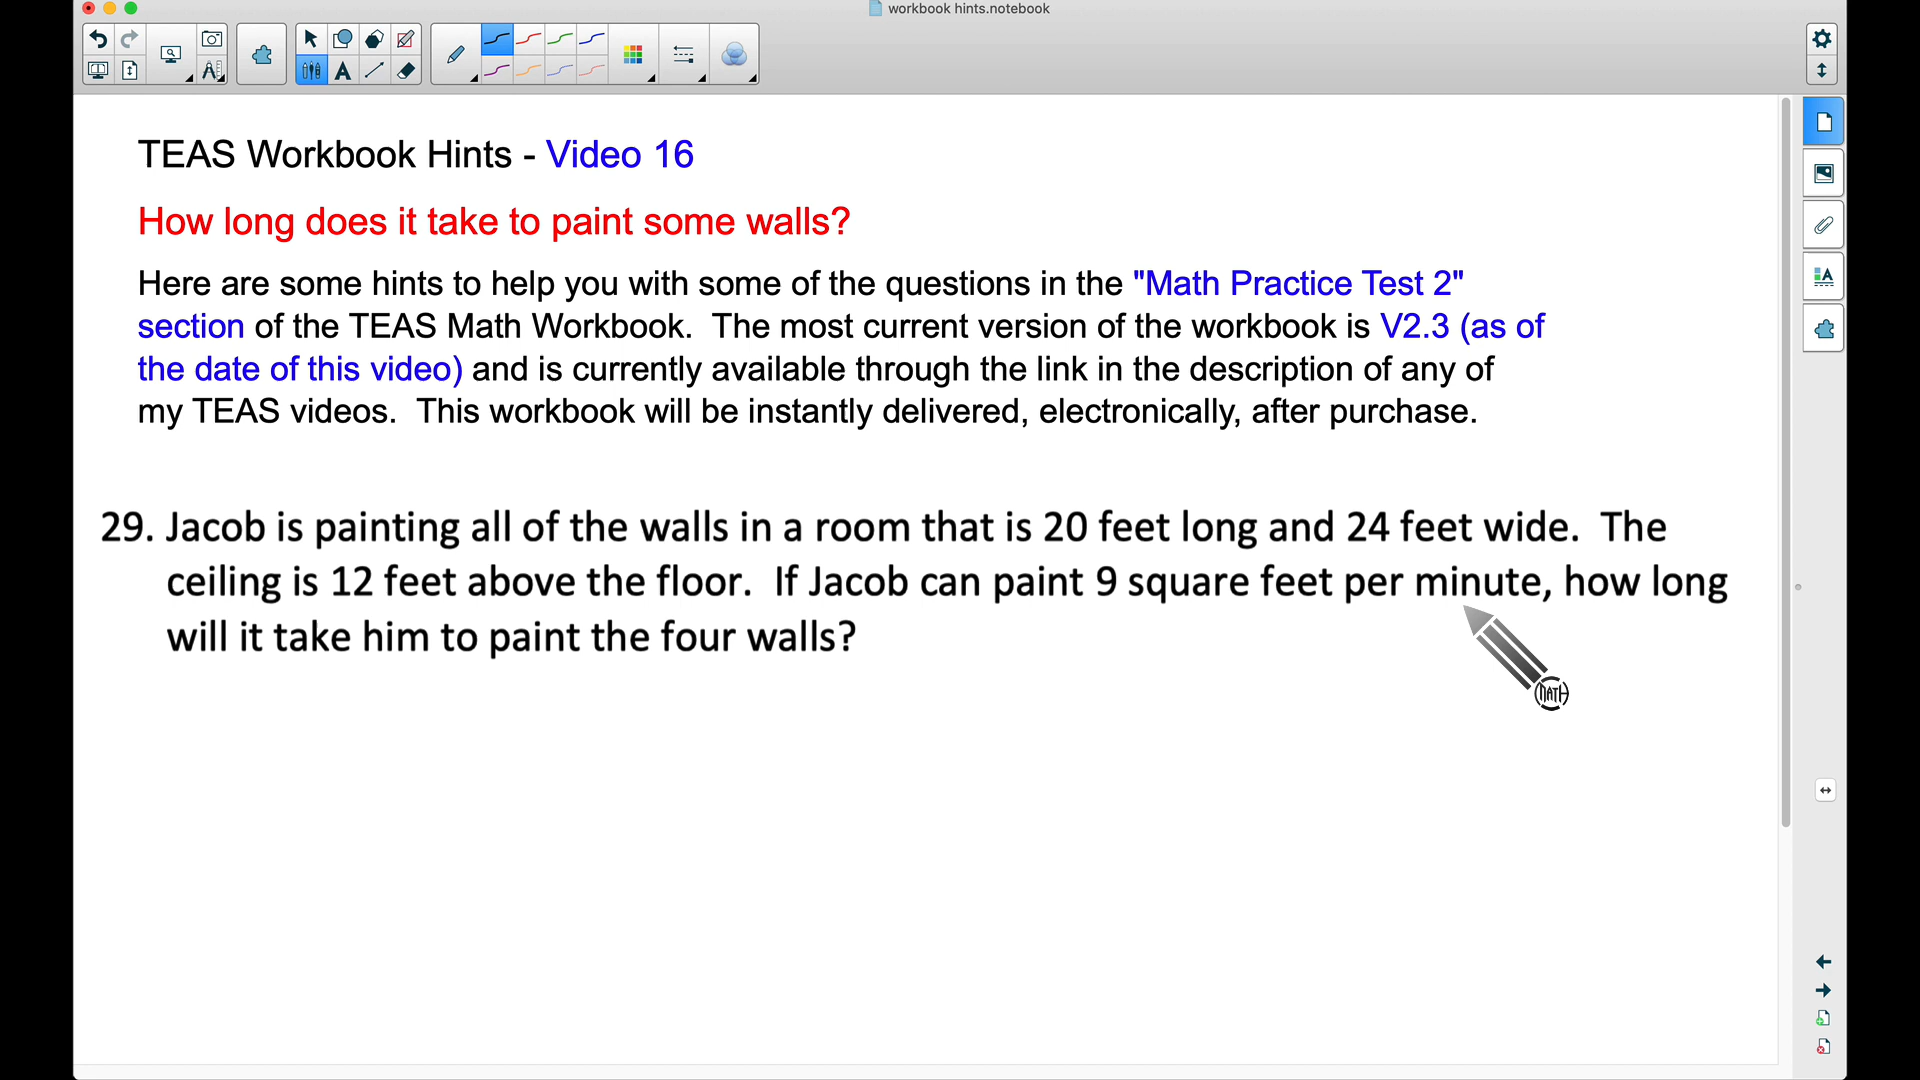 workbook hints.notebook
TEAS Workbook Hints - Video 16
How long does it take to paint some walls?
Here are some hints to help you with some of the questions in the "Math Practice Test 2"
section of the TEAS Math Workbook.  The most current version of the workbook is V2.3 (as of
the date of this video) and is currently available through the link in the description of any of
my TEAS videos.  This workbook will be instantly delivered, electronically, after purchase.
29. Jacob is painting all of the walls in a room that is 20 feet long and 24 feet wide.  The
ceiling is 12 feet above the floor.  If Jacob can paint 9 square feet per minute, how long
will it take him to paint the four walls?
MATH